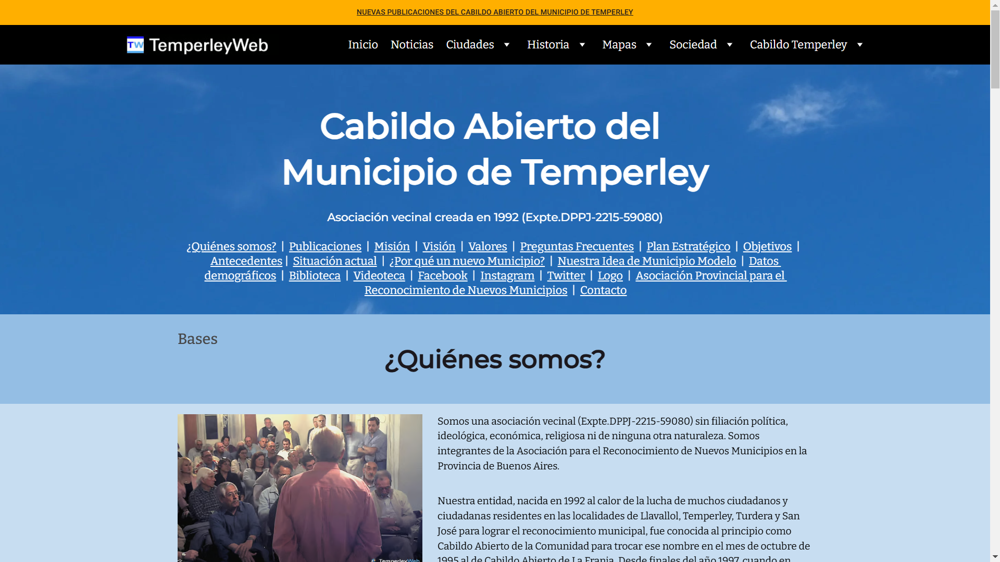 NUEVAS PUBLICACIONES DEL CABILDO ABIERTO DEL MUNICIPIO DE TEMPERLEY
TW TemperleyWeb
Inicio Noticias Ciudades Historia Mapas Sociedad Cabildo Temperley
Cabildo Abierto del
Municipio de Temperley
Asociación vecinal creada en 1992 (Expte.DPPJ-2215-59080)
¿Quiénes somos? | Publicaciones | Misión | Visión | Valores | Preguntas Frecuentes | Plan Estratégico | Objetivos |
Antecedentes | Situación actual | ¿Por qué un nuevo Municipio? | Nuestra Idea de Municipio Modelo | Datos
demográficos | Biblioteca | Videoteca | Facebook | Instagram | Twitter | Logo | Asociación Provincial para el
Reconocimiento de Nuevos Municipios | Contacto
Bases
¿Quiénes somos?
Somos una asociación vecinal (Expte.DPPJ-2215-59080) sin filiación política,
ideológica, económica, religiosa ni de ninguna otra naturaleza. Somos
integrantes de la Asociación para el Reconocimiento de Nuevos Municipios en la
Provincia de Buenos Aires.
Nuestra entidad, nacida en 1992 al calor de la lucha de muchos ciudadanos y
ciudadanas residentes en las localidades de Llavallol, Temperley, Turdera y San
José para lograr el reconocimiento municipal, fue conocida al principio como
Cabildo Abierto de la Comunidad para trocar ese nombre en el mes de octubre de
1995 al de Cabildo Abierto de La Franja. Desde finales del año 1997, cuando en
TemperleyWeb